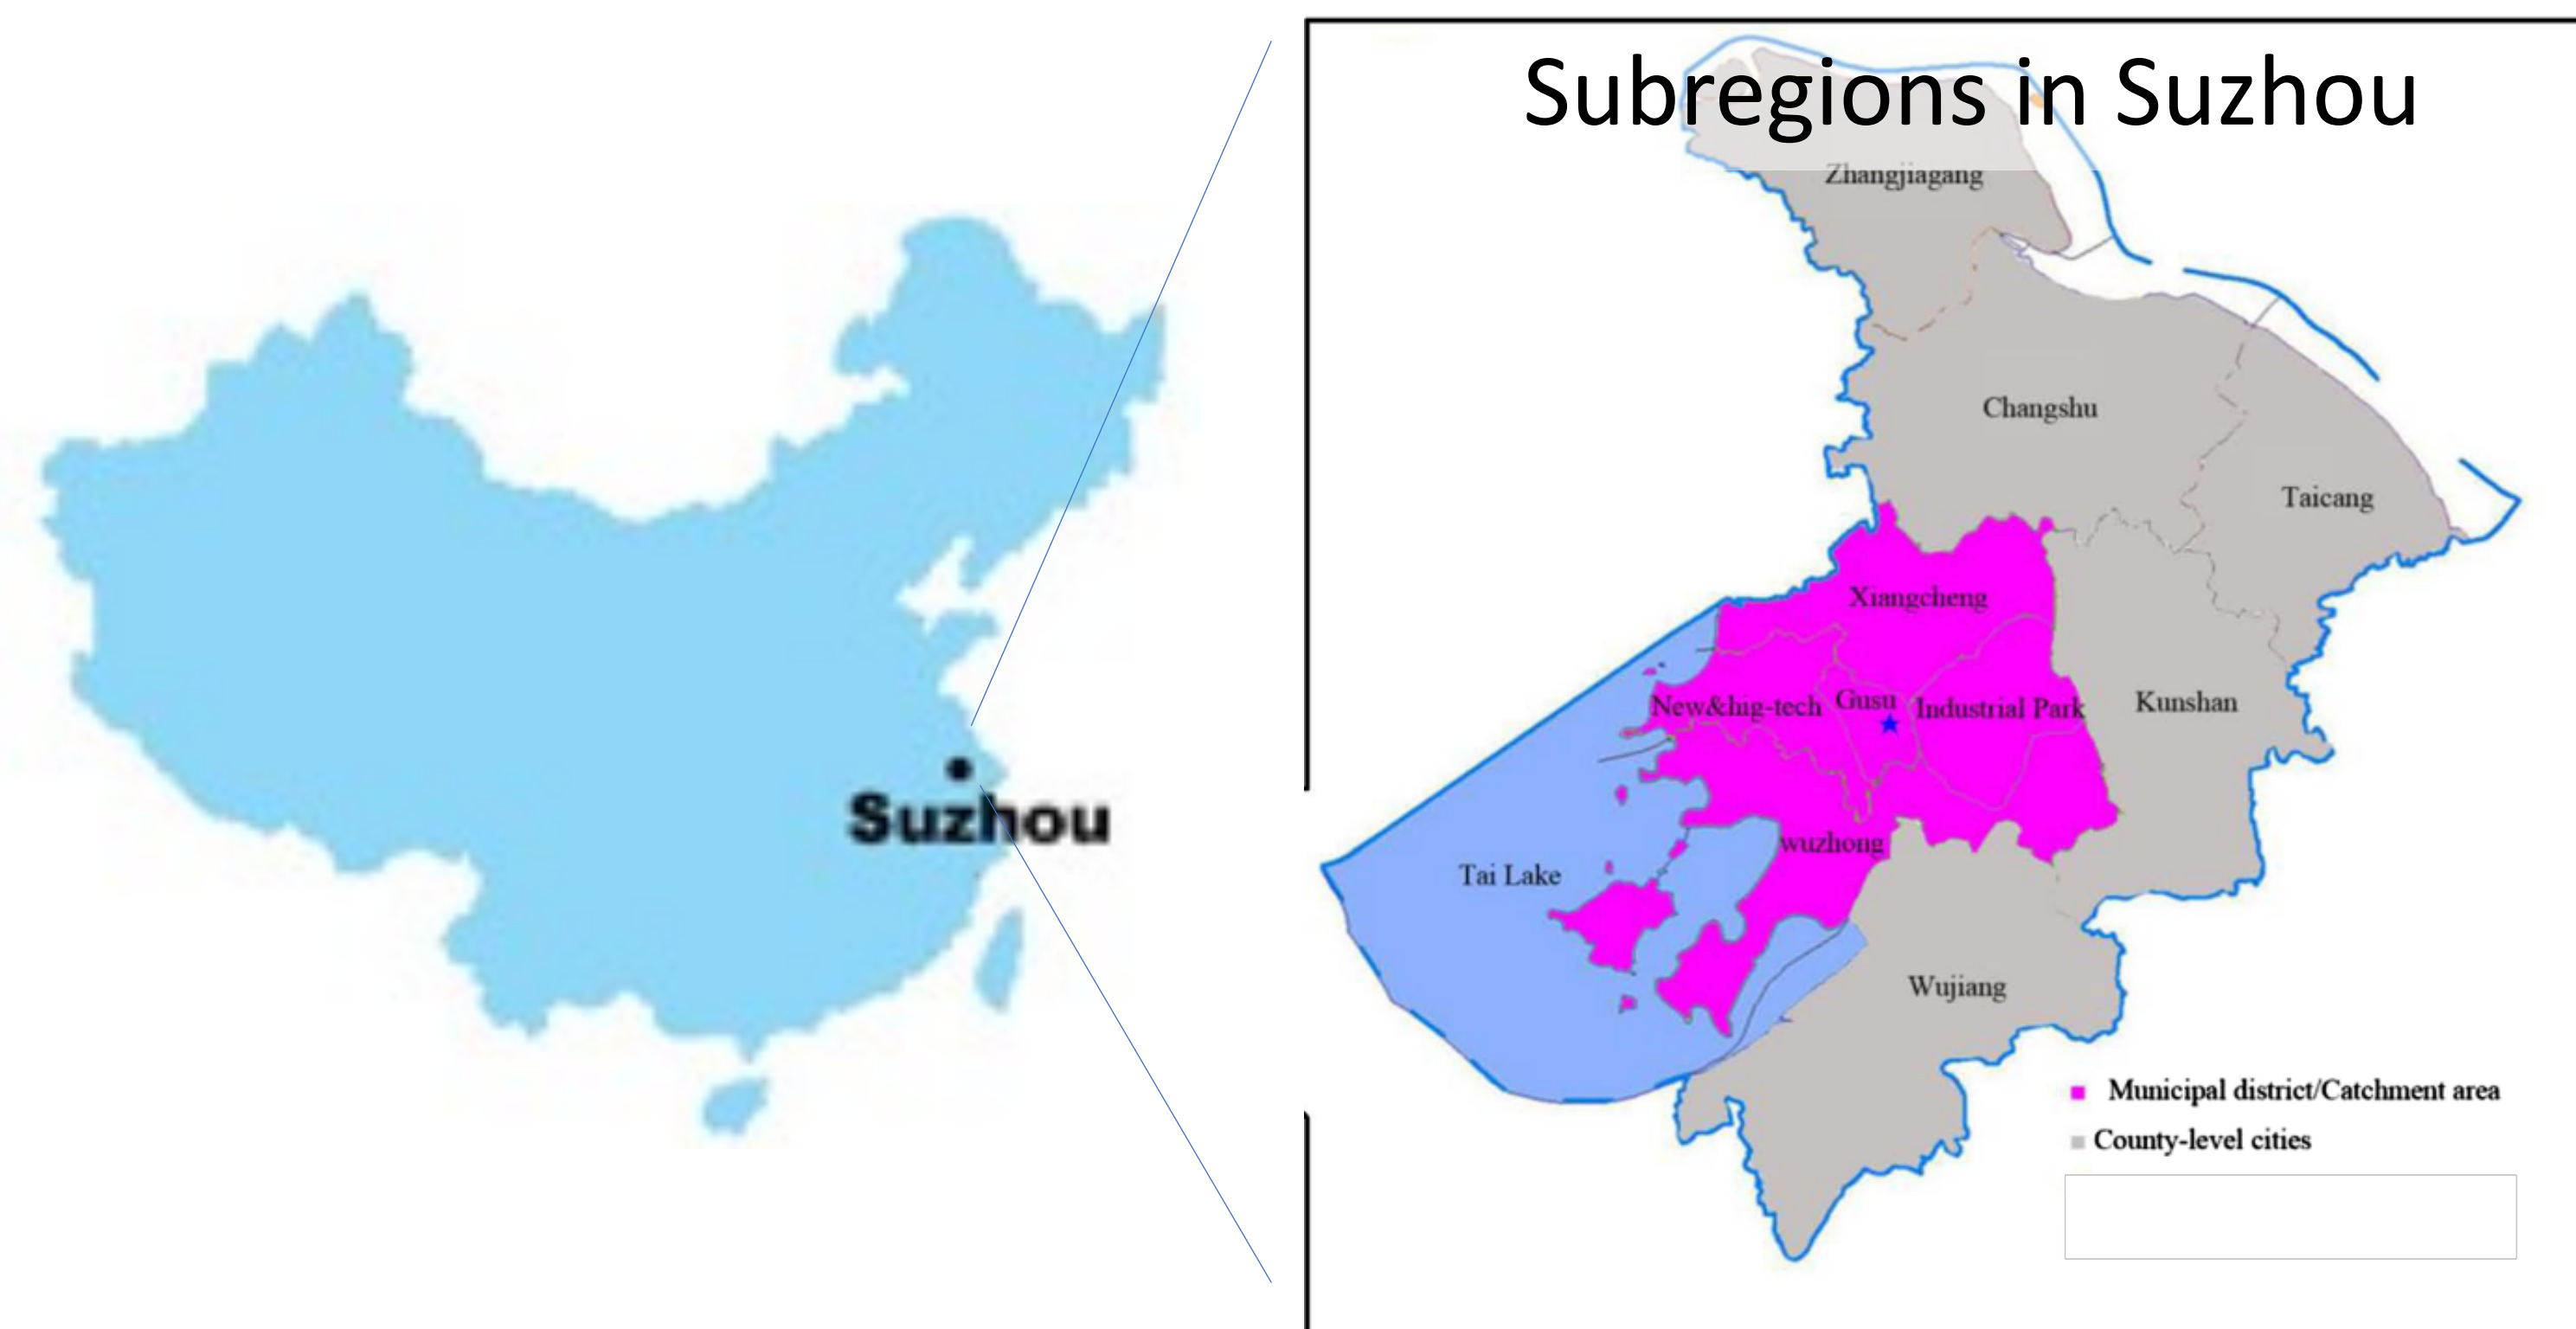 Suzhou
Subregions in Suzhou
Zhangjiagang
Changshu
Taicang
Xiangcheng
New&hig-tech
Gusu
Industrial Park
Kunshan
wuzhong
Tai Lake
Wujiang
Municipal district/Catchment area
County-level cities